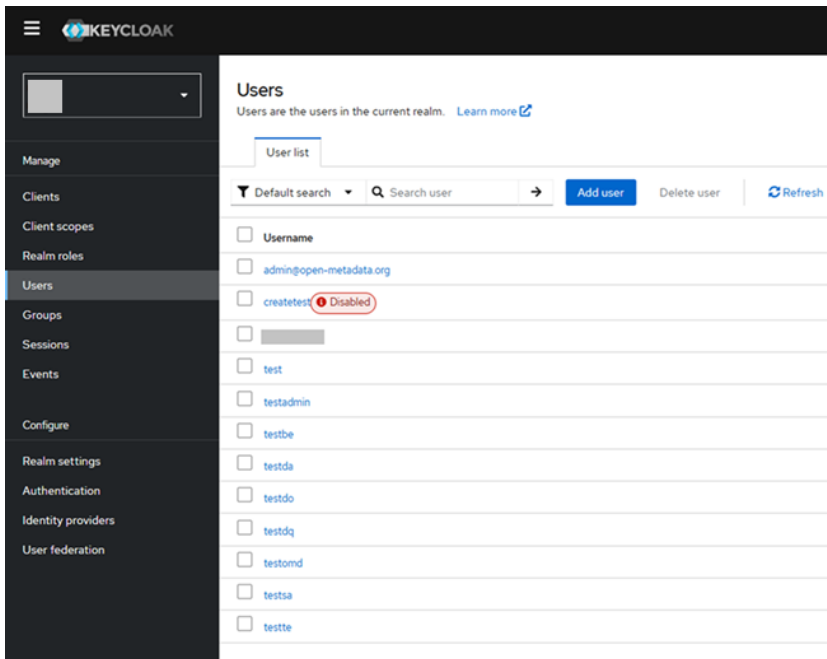 KEYCLOAK
Manage
Clients
Client scopes
Realm roles
Users
Groups
Sessions
Events
Configure
Realm settings
Authentication
Identity providers
User federation
Users
Users are the users in the current realm. Learn more
User list
Default search Search user Add user Delete user Refresh
Username
admin@open-metadata.org
createtest Disabled
test
testadmin
testbe
testda
testdo
testdq
testomd
testsa
testte